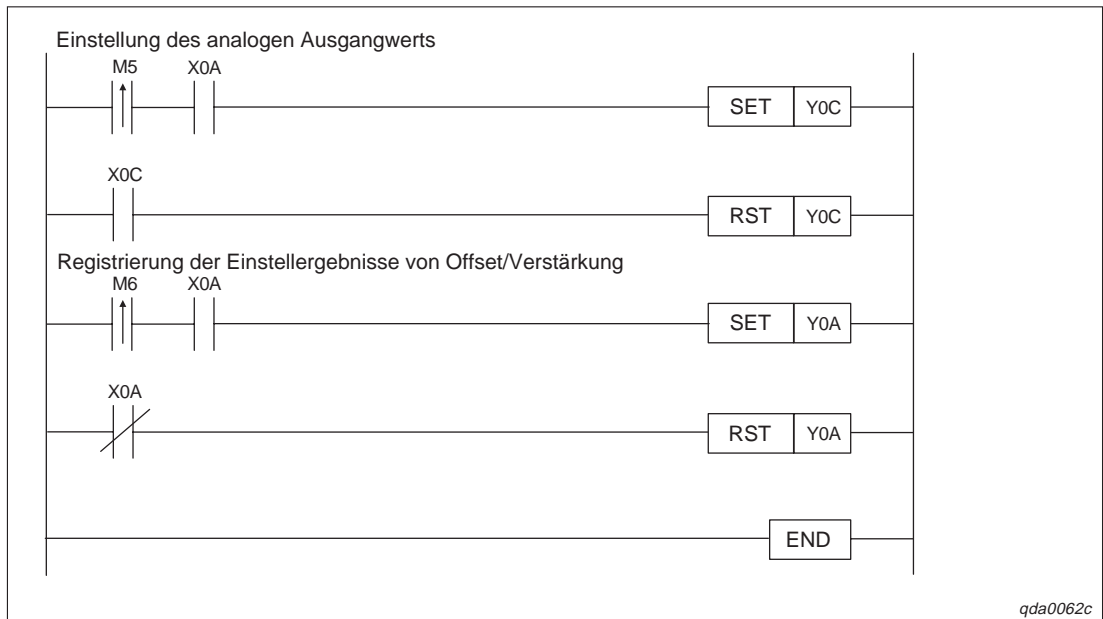 Einstellung des analogen Ausgangwerts
M5 X0A
SET Y0C
X0C
RST Y0C
Registrierung der Einstellergebnisse von Offset/Verstärkung
M6 X0A
SET Y0A
X0A
RST Y0A
END
qda0062c